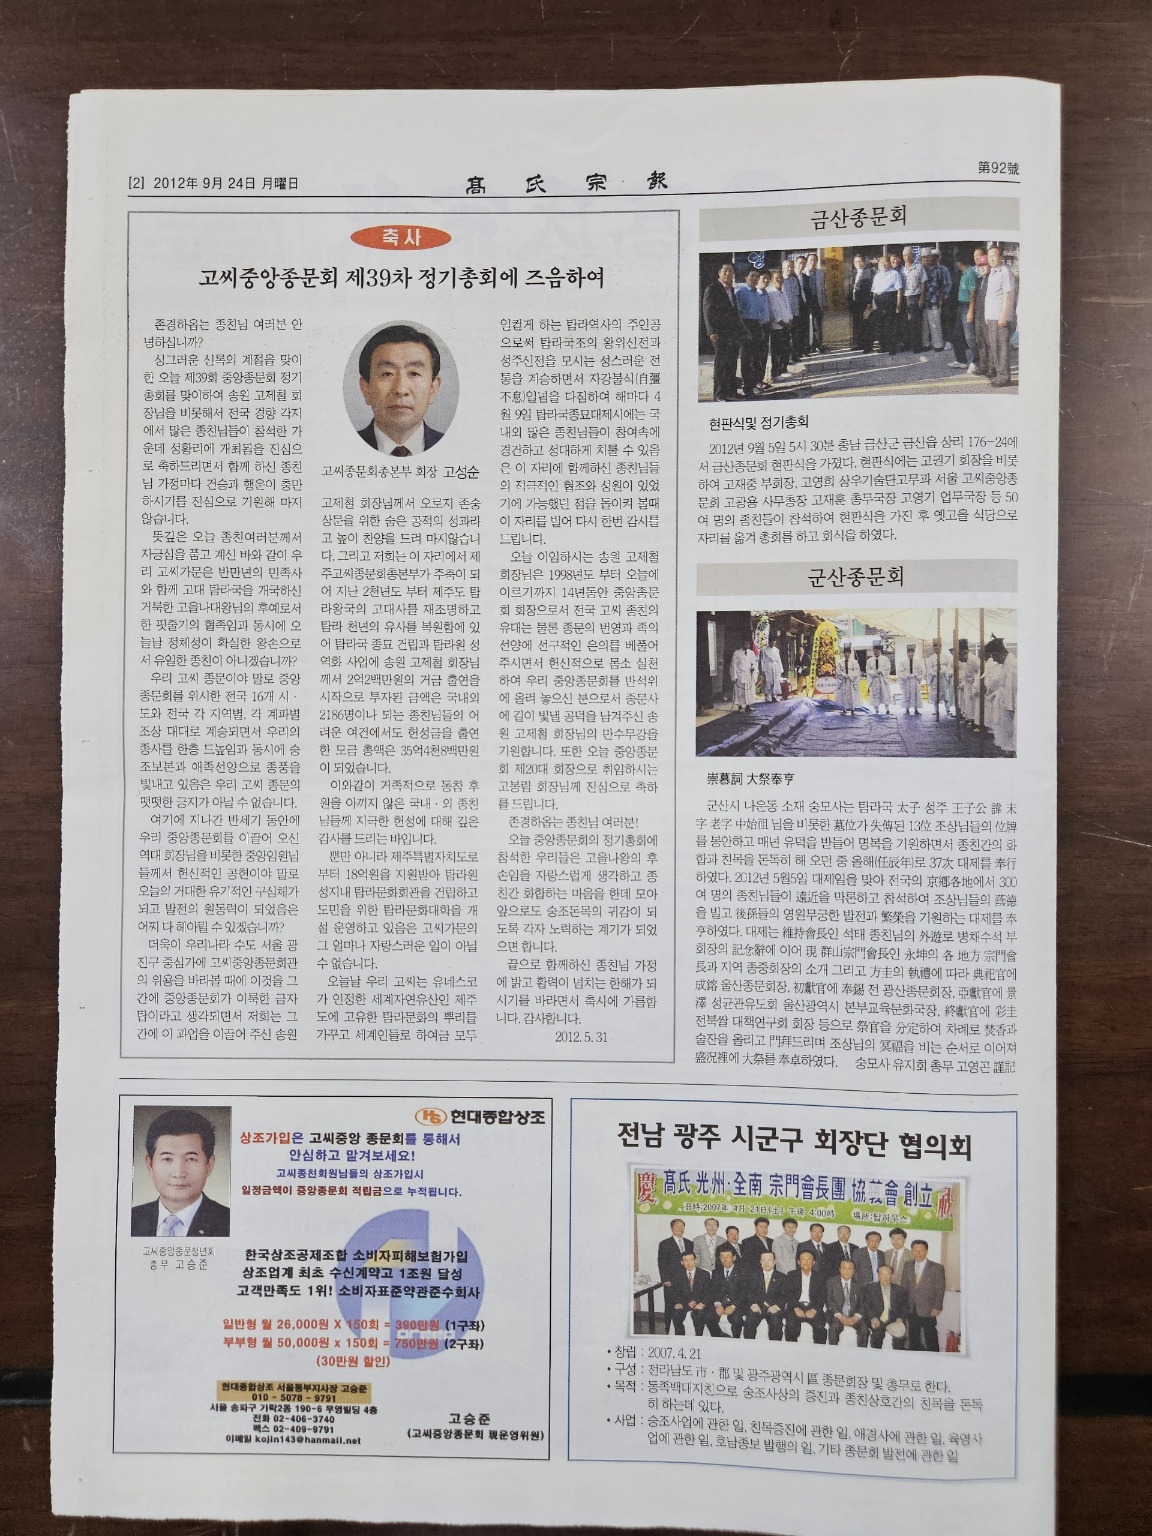 [2] 2012年 9月 24日 月曜日
高 氏 宗 報
第92號
축사
고씨중앙종문회 제39차 정기총회에 즈음하여
존경하옵는 종친님 여러분 안
녕하십니까?
싱그러운 신록의 계절을 맞이
한 오늘 제39회 중앙종문회 정기
총회를 맞이하여 송원 고제철 회
장님을 비롯해서 전국 경향 각지
에서 많은 종친님들이 참석한 가
운데 성황리에 개최됨을 진심으
로 축하드리면서 함께 하신 종친
님 가정마다 건승과 행운이 충만
하시기를 진심으로 기원해 마지
않습니다.
뜻깊은 오늘 종친여러분께서
자긍심을 품고 계신 바와 같이 우
리 고씨가문은 반만년의 민족사
와 함께 고대 탐라국을 개국하신
거룩한 고을나대왕님의 후예로서
한 핏줄기의 혈족임과 동시에 오
늘날 정체성이 확실한 왕손으로
서 유일한 종친이 아니겠습니까?
우리 고씨 종문이야 말로 중앙
종문회를 위시한 전국 16개 시·
도와 전국 각 지역별, 각 계파별
조상 대대로 계승되면서 우리의
종사를 한층 드높임과 동시에 숭
조보본과 애족선양으로 종풍을
빛내고 있음은 우리 고씨 종문의
떳떳한 긍지가 아닐 수 없습니다.
여기에 지나간 반세기 동안에
우리 중앙종문회를 이끌어 오신
역대 회장님을 비롯한 중앙임원님
들께서 헌신적인 공헌이야 말로
오늘의 거대한 유기적인 구심체가
되고 발전의 원동력이 되었음은
어찌 다 헤아릴 수 있겠습니까?
더욱이 우리나라 수도 서울 광
진구 중심가에 고씨중앙종문회관
의 위용을 바라볼 때에 이것을 그
간에 중앙종문회가 이룩한 금자
탑이라고 생각되면서 저희는 그
간에 이 과업을 이끌어 주신 송원
고씨종문회총본부 회장 고성순
고제철 회장님께서 오로지 존숭
상문을 위한 숨은 공적의 성과라
고 높이 찬양을 드려 마지않습니
다. 그리고 저희는 이 자리에서 제
주고씨종문회총본부가 주축이 되
어 지난 2천년도 부터 제주도 탐
라왕국의 고대사를 재조명하고
탐라 천년의 유사를 복원함에 있
어 탐라국 종묘 건립과 탐라원 성
역화 사업에 송원 고제철 회장님
께서 2억2백만원의 거금 출연을
시작으로 투자된 금액은 국내외
2186명이나 되는 종친님들의 어
려운 여건에서도 헌성금을 출연
한 모금 총액은 35억4천8백만원
이 되었습니다.
이와같이 거족적으로 동참 후
원을 아끼지 않은 국내·외 종친
님들께 지극한 헌성에 대해 깊은
감사를 드리는 바입니다.
뿐만 아니라 제주특별자치도로
부터 18억원을 지원받아 탐라원
성지내 탐라문화회관을 건립하고
도민을 위한 탐라문화대학을 개
설 운영하고 있음은 고씨가문의
그 얼마나 자랑스러운 일이 아닐
수 없습니다.
오늘날 우리 고씨는 유네스코
가 인정한 세계자연유산인 제주
도에 고유한 탐라문화의 뿌리를
가꾸고 세계인들로 하여금 모두
일컫게 하는 탐라역사의 주인공
으로써 탐라국조의 왕위신전과
성주신전을 모시는 성스러운 전
통을 계승하면서 자강불식(自彊
不息)일념을 다짐하여 해마다 4
월 9일 탐라국종묘대제시에는 국
내외 많은 종친님들이 참여속에
경건하고 성대하게 치뤌 수 있음
은 이 자리에 함께하신 종친님들
의 지극적인 협조와 성원이 있었
기에 가능했던 점을 돌이켜 볼때
이 자리를 빌어 다시 한번 감사를
드립니다.
오늘 이임하시는 송원 고제철
회장님은 1998년도 부터 오늘에
이르기까지 14년동안 중앙종문
회 회장으로서 전국 고씨 종친의
유대는 물론 종문의 번영과 족의
선양에 선구적인 은의를 베풀어
주시면서 헌신적으로 몸소 실천
하여 우리 중앙종문회를 반석위
에 올려 놓으신 분으로서 종문사
에 길이 빛낼 공덕을 남겨주신 송
원 고제철 회장님의 만수무강을
기원합니다. 또한 오늘 중앙종문
회 제20대 회장으로 취임하시는
고봉림 회장님께 진심으로 축하
를 드립니다.
존경하옵는 종친님 여러분!
오늘 중앙종문회의 정기총회에
참석한 우리들은 고을나왕의 후
손임을 자랑스럽게 생각하고 종
친간 화합하는 마음을 한데 모아
앞으로도 숭조돈목의 귀감이 되
도록 각자 노력하는 계기가 되었
으면 합니다.
끝으로 함께하신 종친님 가정
에 밝고 활력이 넘치는 한해가 되
시기를 바라면서 축사에 가름합
니다. 감사합니다.
2012. 5. 31
금산종문회
현판식및 정기총회
2012년 9월 5일 5시 30분 충남 금산군 금산읍 상리 176-24에
서 금산종문회 현판식을 가졌다. 현판식에는 고권기 회장을 비롯
하여 고재중 부회장, 고영희 상우기술단고무과 서울 고씨중앙종
문회 고광용 사무총장 고재훈 총무국장 고영기 업무국장 등 50
여 명의 종친들이 참석하여 현판식을 가진 후 옛고을 식당으로
자리를 옮겨 총회를 하고 회식을 하였다.
군산종문회
崇慕詞 大祭奉亨
군산시 나운동 소재 숭모사는 탐라국 太子 성주 王子公 諱 末
字 老字 中始祖 님을 비롯한 墓位가 失傳된 13位 조상님들의 位牌
를 봉안하고 매년 유덕을 받들어 명복을 기원하면서 종친간의 화
합과 친목을 돈독히 해 오던 중 올해(任辰年)로 37次 대제를 奉行
하였다. 2012년 5월5일 대제일을 맞아 전국의 京鄕各地에서 300
여 명의 종친님들이 遠近을 막론하고 참석하여 조상님들의 蔭德
을 빌고 後孫들의 영원무궁한 발전과 繁榮을 기원하는 대제를 奉
亨하였다. 대제는 維持會長인 석태 종친님의 外遊로 병채수석 부
회장의 記念辭에 이어 現 群山宗門會長인 永坤의 各 地方 宗門會
長과 지역 종중회장의 소개 그리고 方圭의 執禮에 따라 典祀官에
成鎔 울산종문회장, 初獻官에 奉錫 전 광산종문회장, 亞獻官에 景
澤 성균관유도회 울산광역시 본부교육문화국장, 終獻官에 彩圭
전북쌀 대책연구회 회장 등으로 祭官을 分定하여 차례로 焚香과
술잔을 올리고 門拜드리며 조상님의 冥福을 비는 순서로 이어져
盛況裡에 大祭를 奉卓하였다. 숭모사 유지회 총무 고영곤 謹記
HS 현대종합상조
상조가입은 고씨중앙 종문회를 통해서
안심하고 맡겨보세요!
고씨종친회원님들의 상조가입시
일정금액이 중앙종문회 적립금으로 누적됩니다.
고씨중앙종문청년회
총무 고승준
한국상조공제조합 소비자피해보험가입
상조업계 최초 수신계약고 1조원 달성
고객만족도 1위! 소비자표준약관준수회사
일반형 월 26,000원 X 150회 = 390만원 (1구좌)
부부형 월 50,000원 x 150회 = 750만원 (2구좌)
(30만원 할인)
현대종합상조 서울동부지사장 고승준
010 - 5078 - 9791
서울 송파구 가락2동 190-6 우영빌딩 4층
전화 02-406-3740
팩스 02-409-9791
이메일 kojin143@hanmail.net
고승준
(고씨중앙종문회 現운영위원)
전남 광주 시군구 회장단 협의회
慶 髙氏 光州·全南 宗門會長團 協議會 創立 祝
日時:2007年 4月 21日(土) 午後 4:00時 場所:탑하우스
• 창립 : 2007. 4. 21
• 구성 : 전라남도 市·郡 및 광주광역시 區 종문회장 및 총무로 한다.
• 목적 : 동족백대지친으로 숭조사상의 증진과 종친상호간의 친목을 돈독
히 하는데 있다.
• 사업 : 숭조사업에 관한 일, 친목증진에 관한 일, 애경사에 관한 일, 육영사
업에 관한 일, 호남종보 발행의 일, 기타 종문회 발전에 관한 일